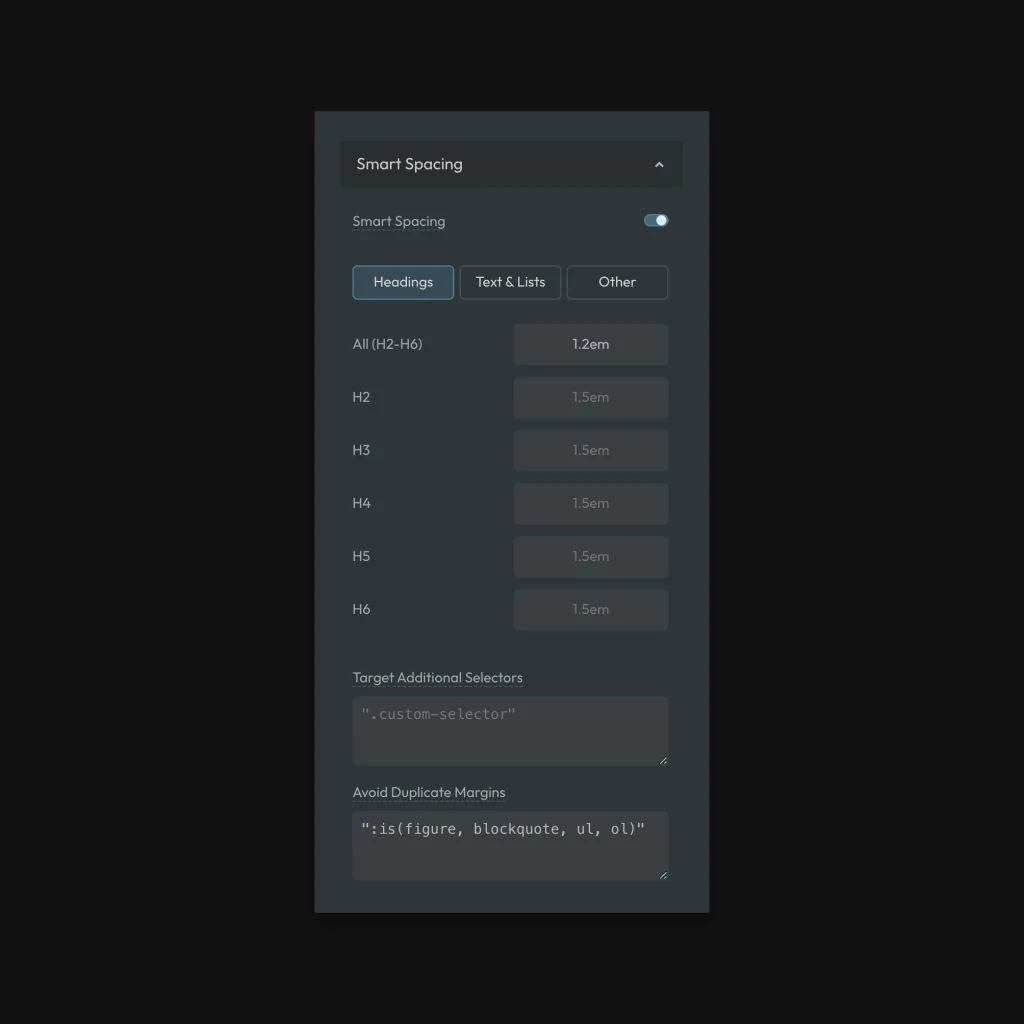 Smart Spacing
Smart Spacing
Headings Text & Lists Other
All (H2-H6) 1.2em
H2 1.5em
H3 1.5em
H4 1.5em
H5 1.5em
H6 1.5em
Target Additional Selectors
".custom-selector"
Avoid Duplicate Margins
":is(figure, blockquote, ul, ol)"